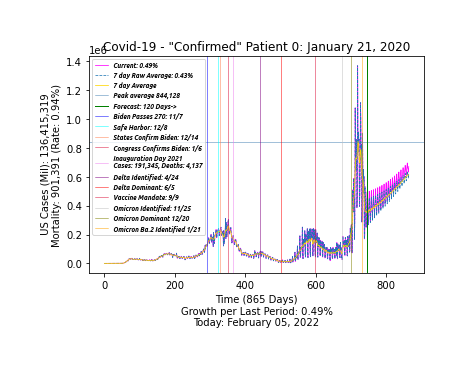 Covid-19 - "Confirmed" Patient 0: January 21, 2020
1e6
1.4
1.2
1.0
0.8
0.6
0.4
0.2
0.0
US Cases (Mil): 136,415,319
Mortality: 901,391 (Rate: 0.94%)
Current: 0.49%
7 day Raw Average: 0.43%
7 day Average
Peak average 844,128
Forecast: 120 Days->
Biden Passes 270: 11/7
Safe Harbor: 12/8
States Confirm Biden: 12/14
Congress Confirms Biden: 1/6
Inauguration Day 2021
Cases: 191,345, Deaths: 4,137
Delta Identified: 4/24
Delta Dominant: 6/5
Vaccine Mandate: 9/9
Omicron Identified: 11/25
Omicron Dominant 12/20
Omicron Ba.2 Identified 1/21
0
200
400
600
800
Time (865 Days)
Growth per Last Period: 0.49%
Today: February 05, 2022